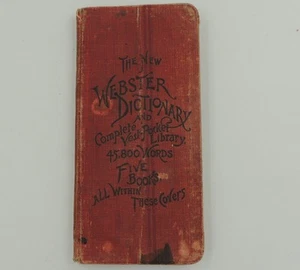 THE NEW
WEBSTER
DICTIONARY
AND
Complete
Vest-Pocket
Library.
45,800 WORDS.
FIVE
BOOKS
ALL WITHIN
These Covers